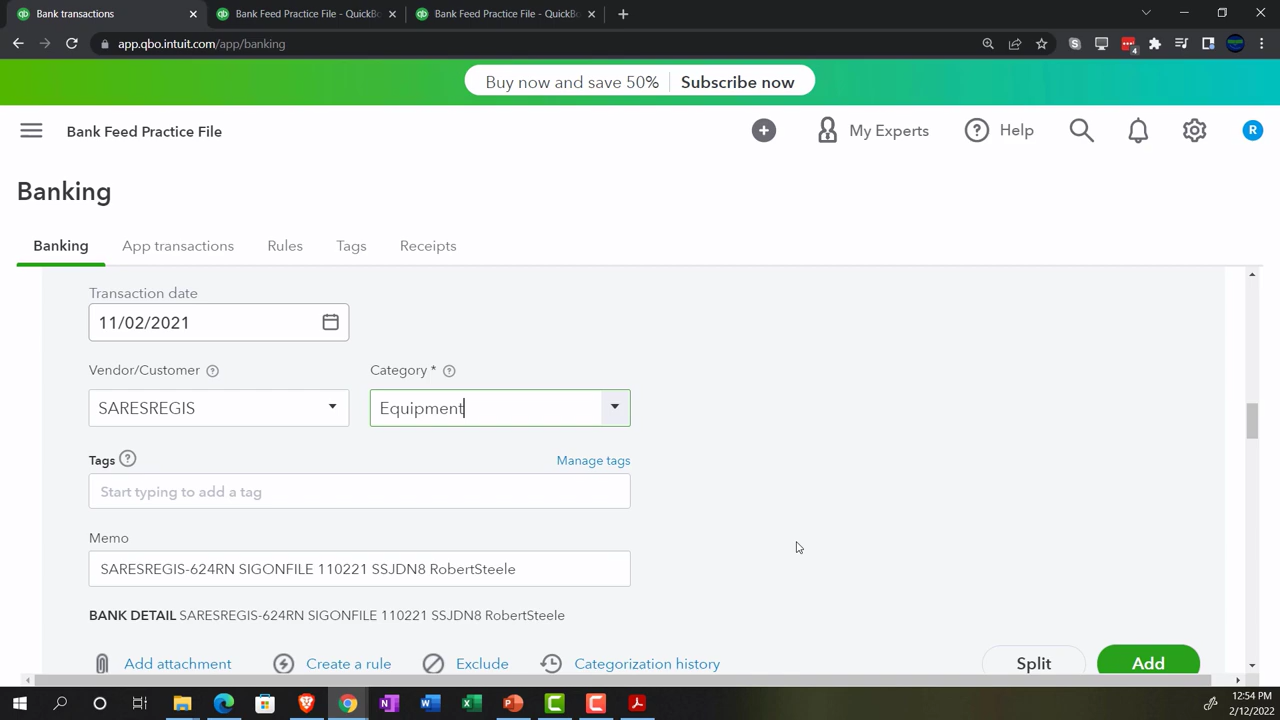 Bank transactions
Bank Feed Practice File - QuickBo
Bank Feed Practice File - QuickBo
app.qbo.intuit.com/app/banking
4
Buy now and save 50% Subscribe now
Bank Feed Practice File
My Experts
Help
R
Banking
Banking
App transactions
Rules
Tags
Receipts
Transaction date
11/02/2021
Vendor/Customer
Category *
SARESREGIS
Equipment
Tags
Manage tags
Start typing to add a tag
Memo
SARESREGIS-624RN SIGONFILE 110221 SSJDN8 RobertSteele
BANK DETAIL SARESREGIS-624RN SIGONFILE 110221 SSJDN8 RobertSteele
Add attachment
Create a rule
Exclude
Categorization history
Split
Add
12:54 PM
2/12/2022